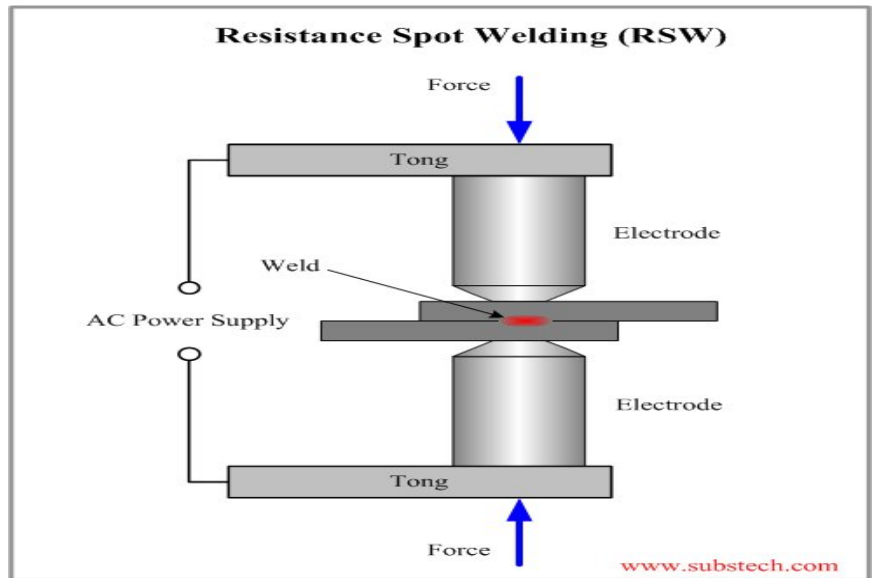 Resistance Spot Welding (RSW)
Force
Tong
Electrode
Weld
AC Power Supply
Electrode
Tong
Force
www.substech.com